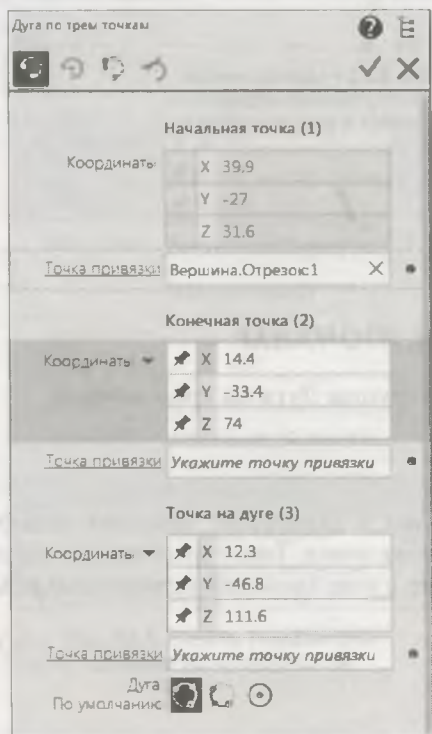 Дуга по трем точкам
Начальная точка (1)
Координаты X 39.9
Y -27
Z 31.6
Точка привязки Вершина.Отрезок:1
Конечная точка (2)
Координаты X 14.4
Y -33.4
Z 74
Точка привязки Укажите точку привязки
Точка на дуге (3)
Координаты X 12.3
Y -46.8
Z 111.6
Точка привязки Укажите точку привязки
Дуга
По умолчанию